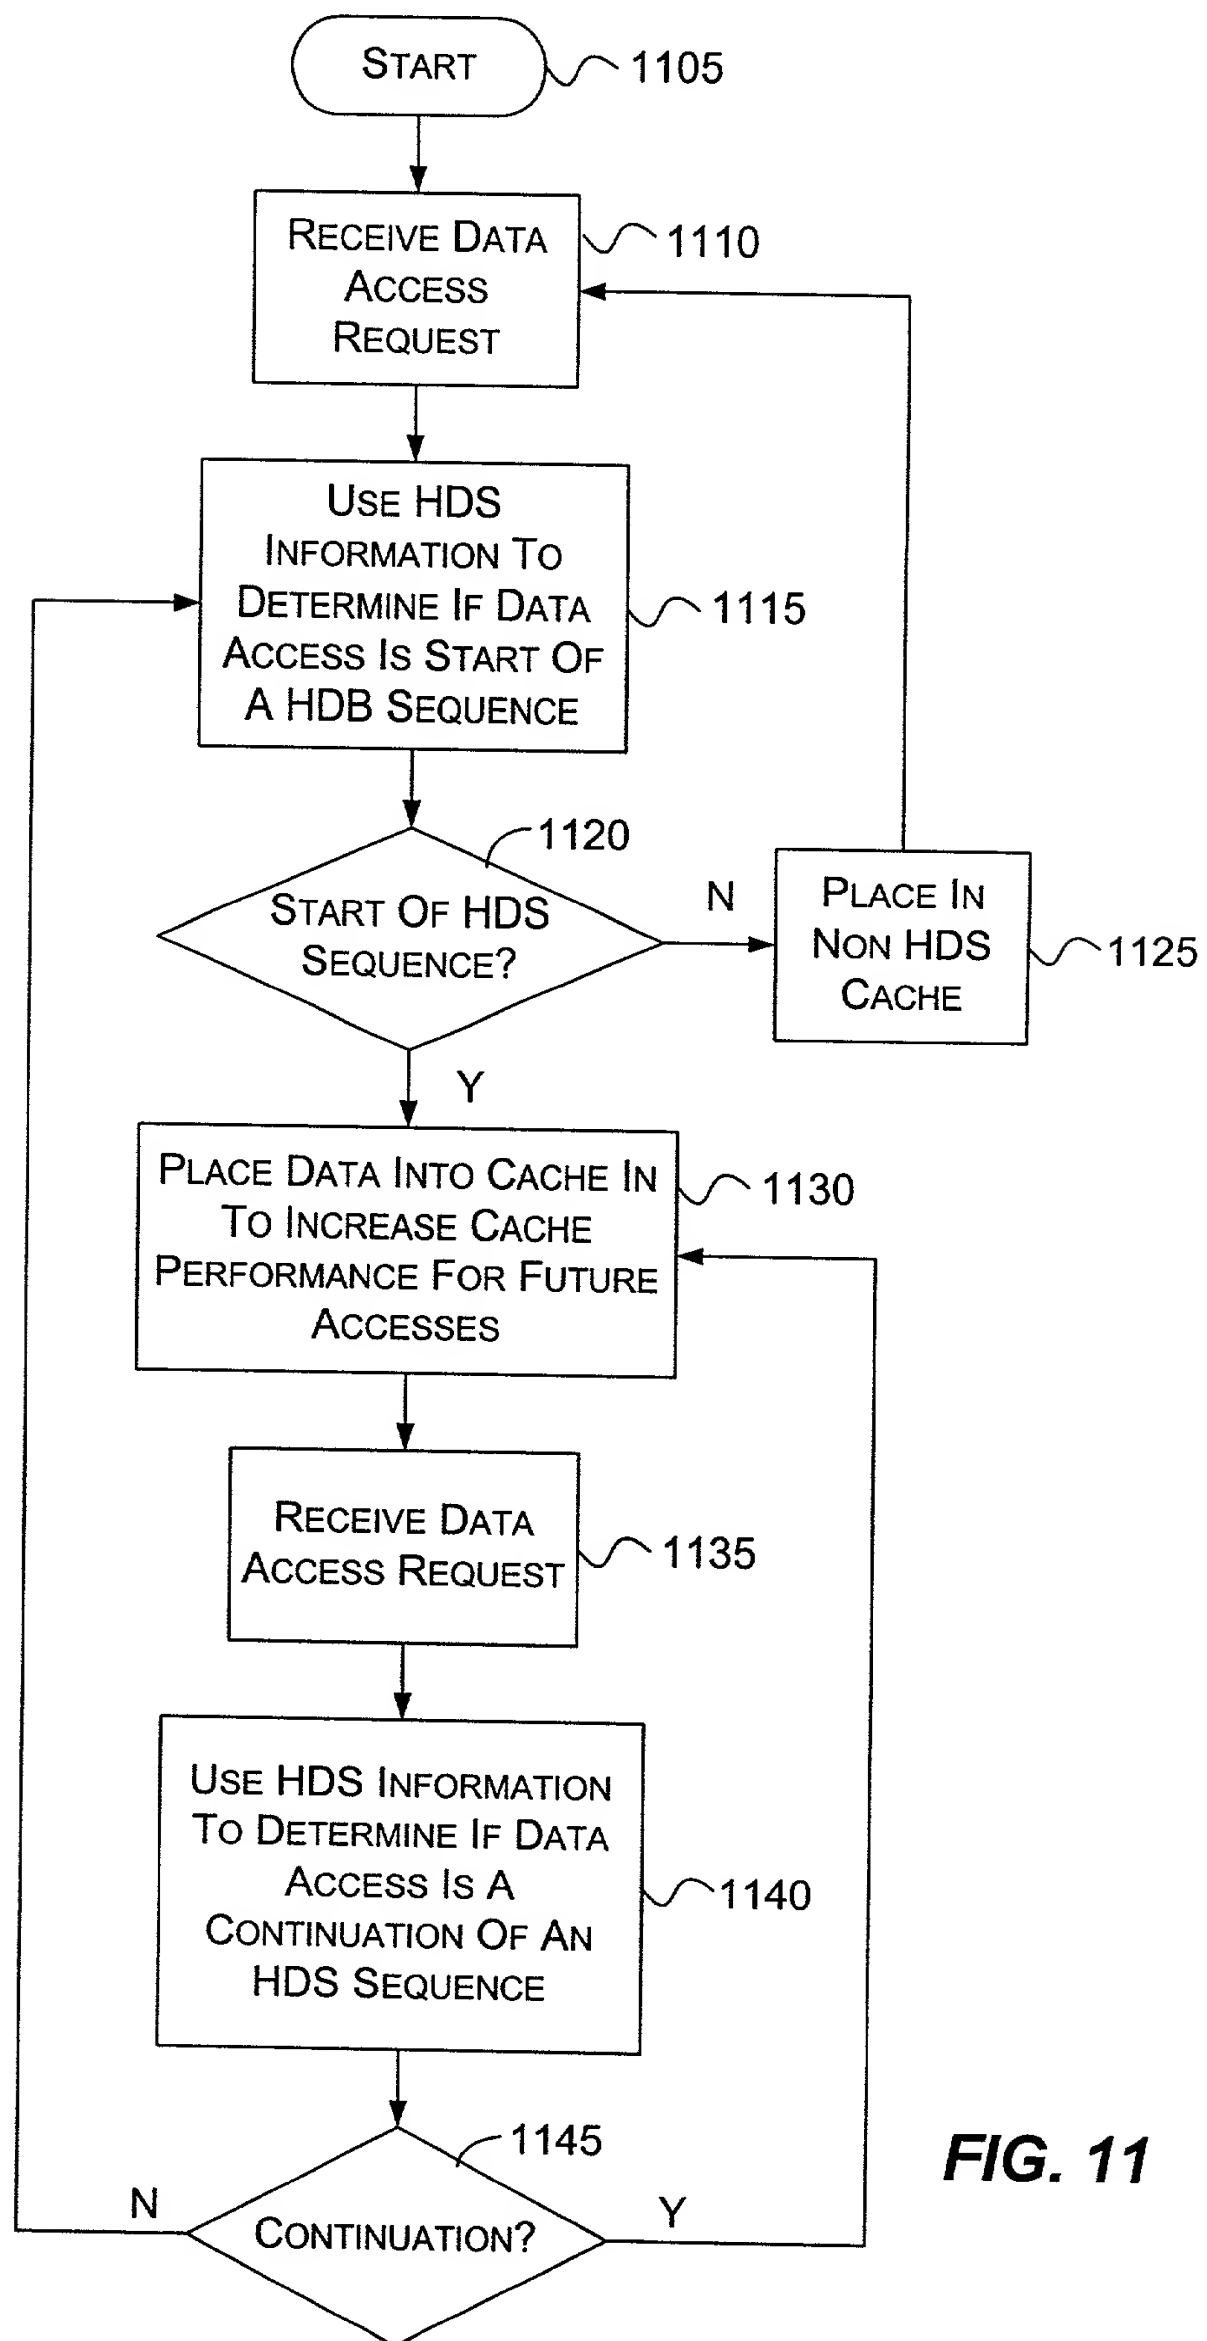 START
1105
RECEIVE DATA
ACCESS
REQUEST
1110
USE HDS
INFORMATION TO
DETERMINE IF DATA
ACCESS IS START OF
A HDB SEQUENCE
1115
1120
START OF HDS
SEQUENCE?
N
PLACE IN
NON HDS
CACHE
1125
Y
PLACE DATA INTO CACHE IN
TO INCREASE CACHE
PERFORMANCE FOR FUTURE
ACCESSES
1130
RECEIVE DATA
ACCESS REQUEST
1135
USE HDS INFORMATION
TO DETERMINE IF DATA
ACCESS IS A
CONTINUATION OF AN
HDS SEQUENCE
1140
1145
N
CONTINUATION?
Y
FIG. 11